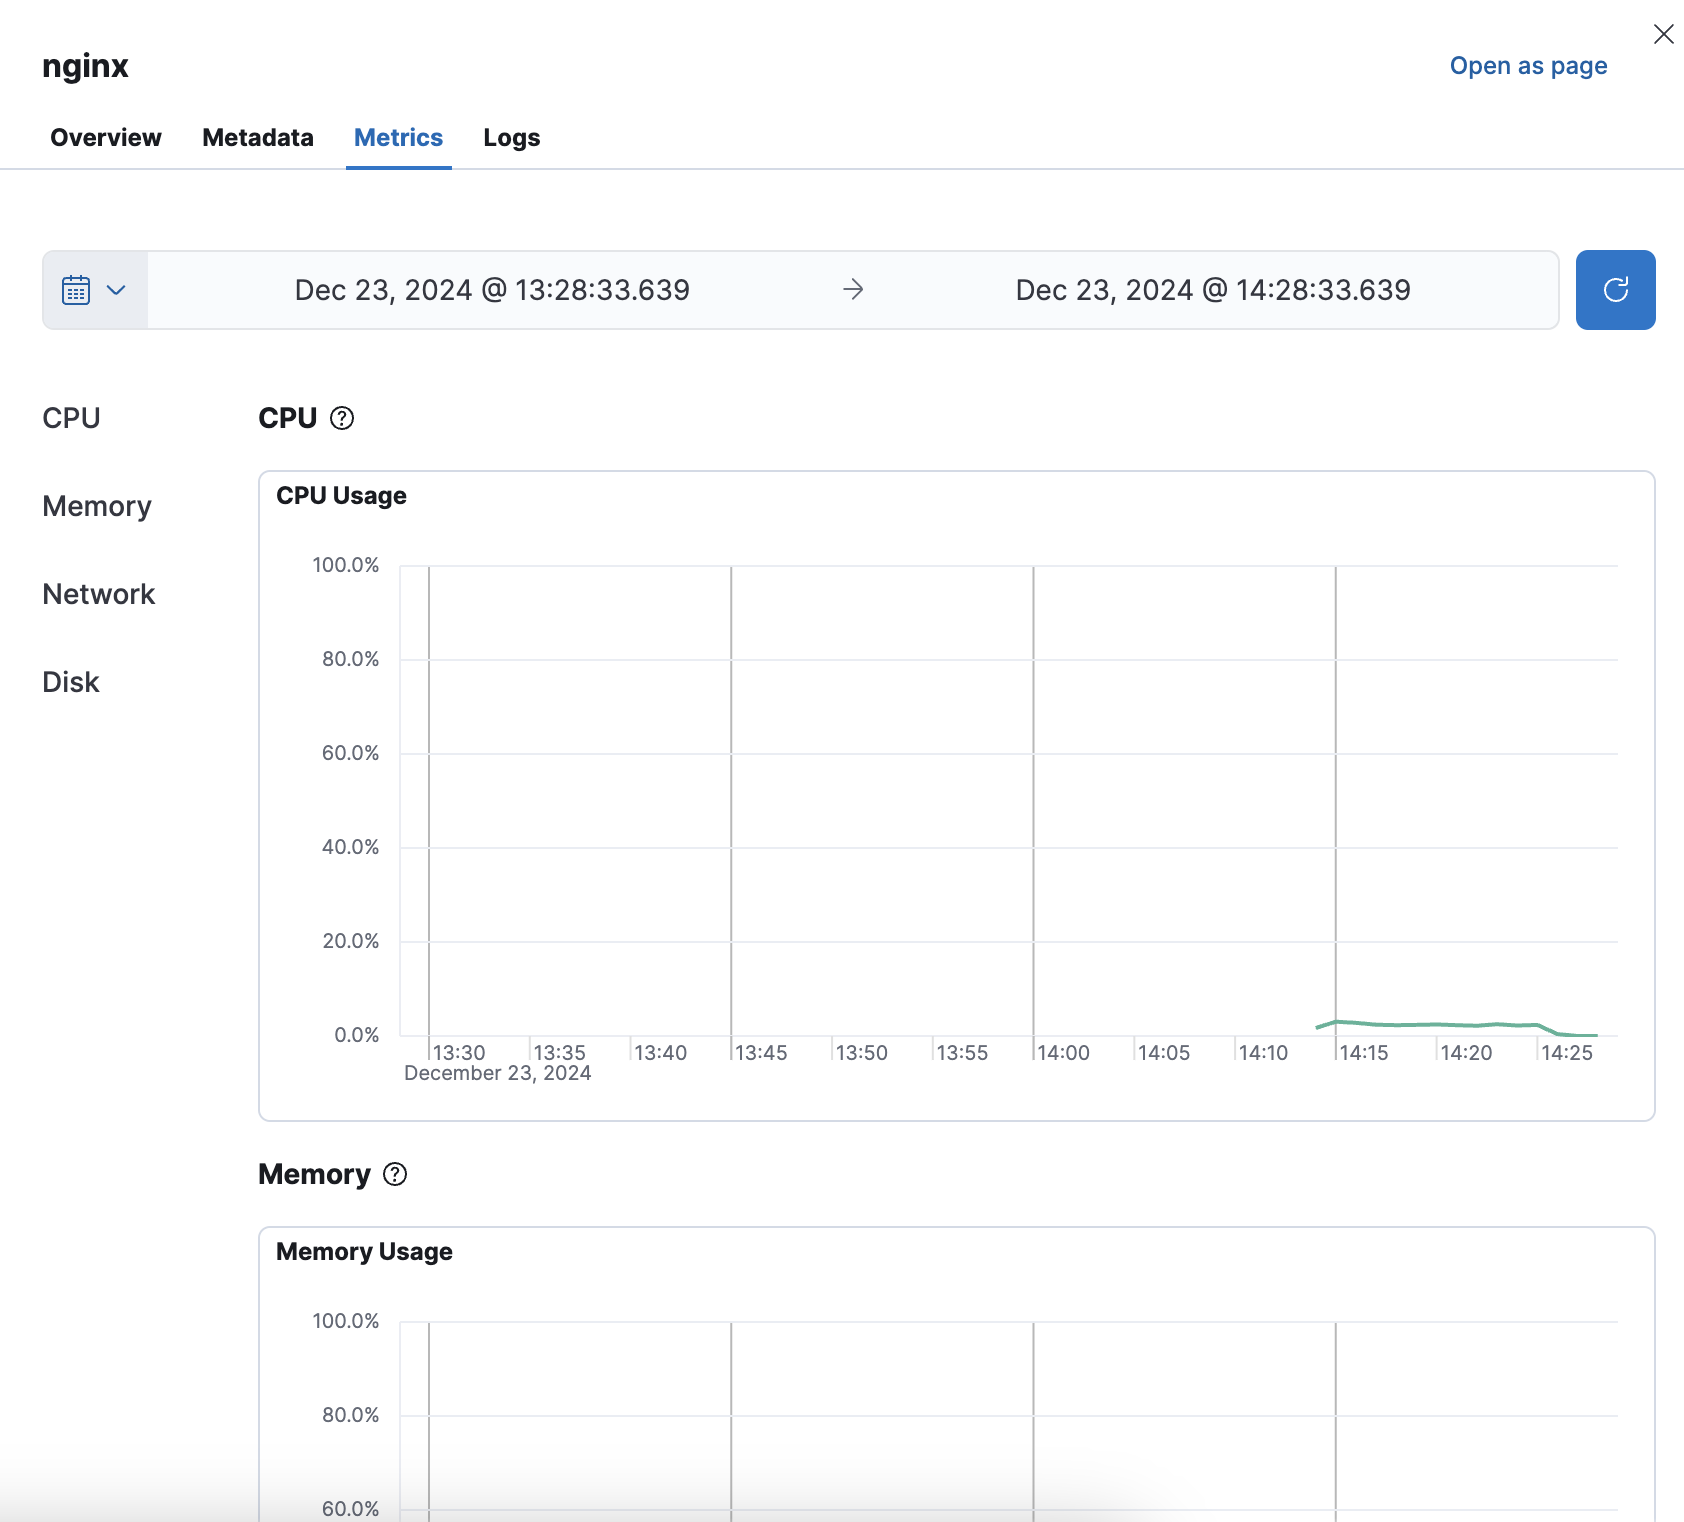 nginx
Open as page
Overview Metadata Metrics Logs
Dec 23, 2024 @ 13:28:33.639 → Dec 23, 2024 @ 14:28:33.639
CPU
Memory
Network
Disk
CPU
CPU Usage
100.0%
80.0%
60.0%
40.0%
20.0%
0.0%
13:30 13:35 13:40 13:45 13:50 13:55 14:00 14:05 14:10 14:15 14:20 14:25
December 23, 2024
Memory
Memory Usage
100.0%
80.0%
60.0%